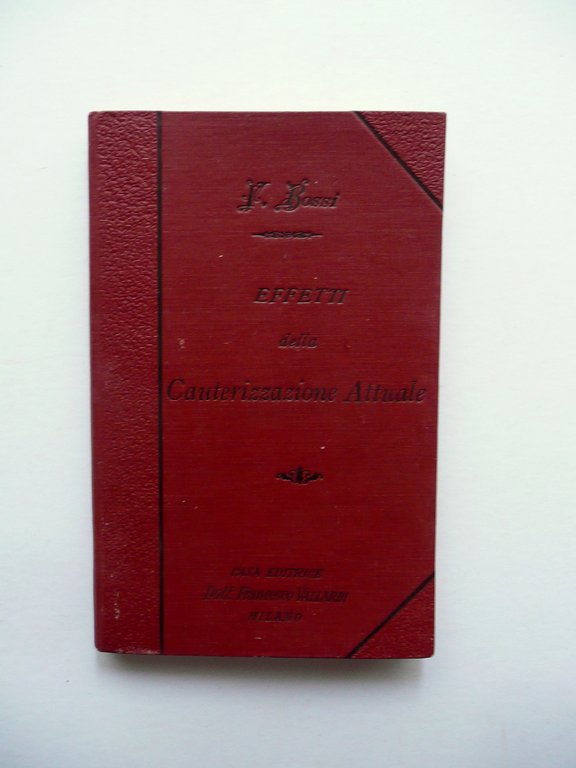 F. Bossi
EFFETTI
della
Cauterizzazione Attuale
CASA EDITRICE
Dott. Francesco VALLARDI
MILANO